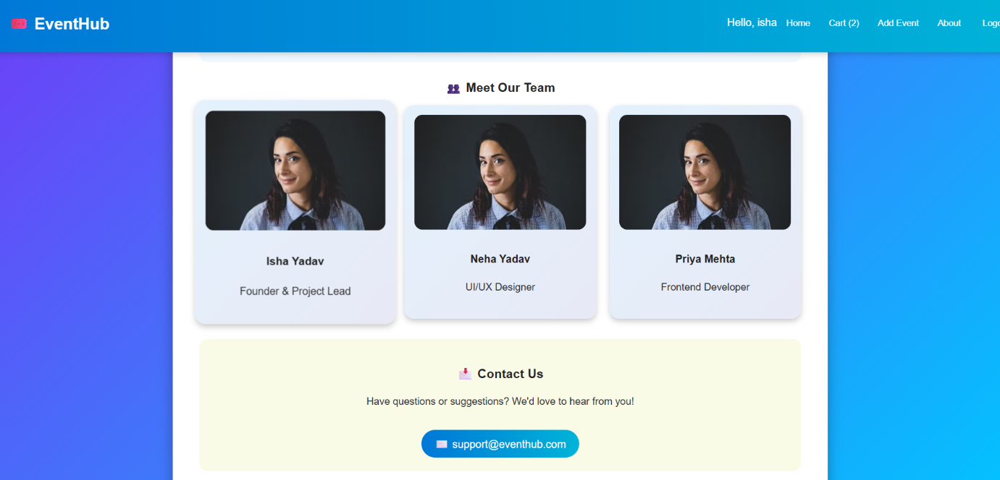 EventHub
Hello, isha Home Cart (2) Add Event About Logo
Meet Our Team
Isha Yadav
Founder & Project Lead
Neha Yadav
UI/UX Designer
Priya Mehta
Frontend Developer
Contact Us
Have questions or suggestions? We'd love to hear from you!
support@eventhub.com